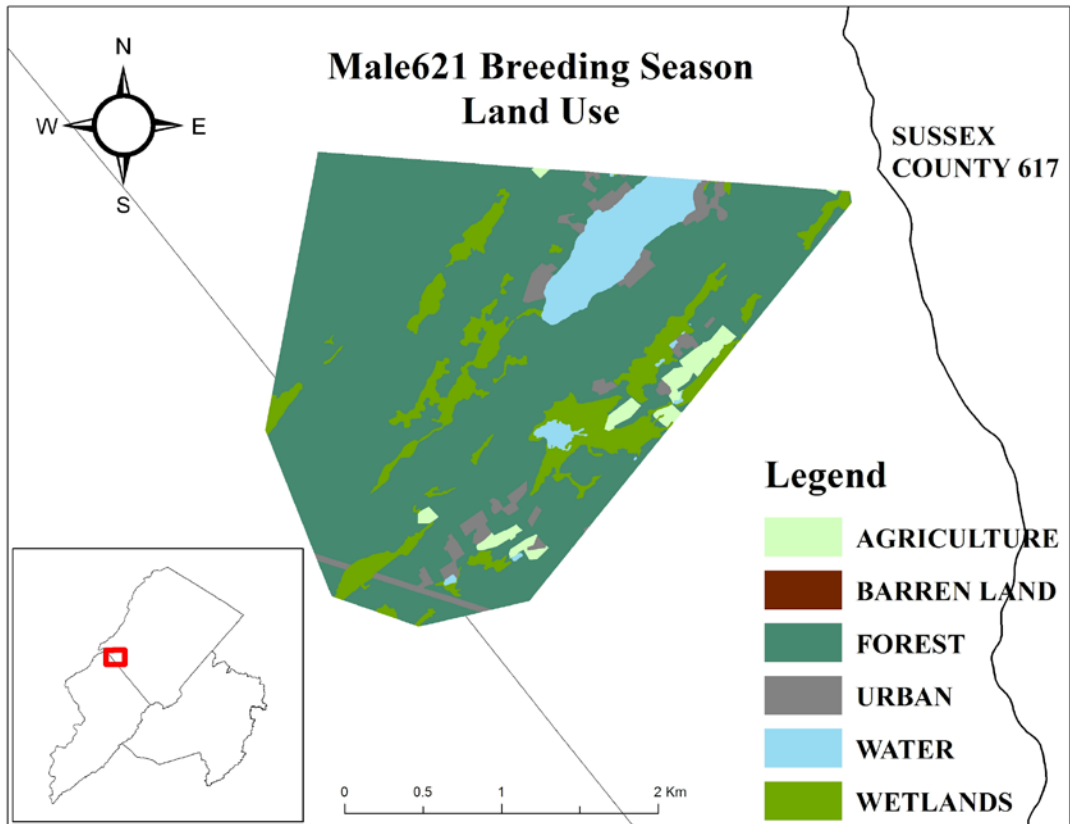 Male621 Breeding Season
Land Use
N
W
E
S
SUSSEX
COUNTY 617
Legend
AGRICULTURE
BARREN LAND
FOREST
URBAN
WATER
WETLANDS
0 0.5 1 2 Km